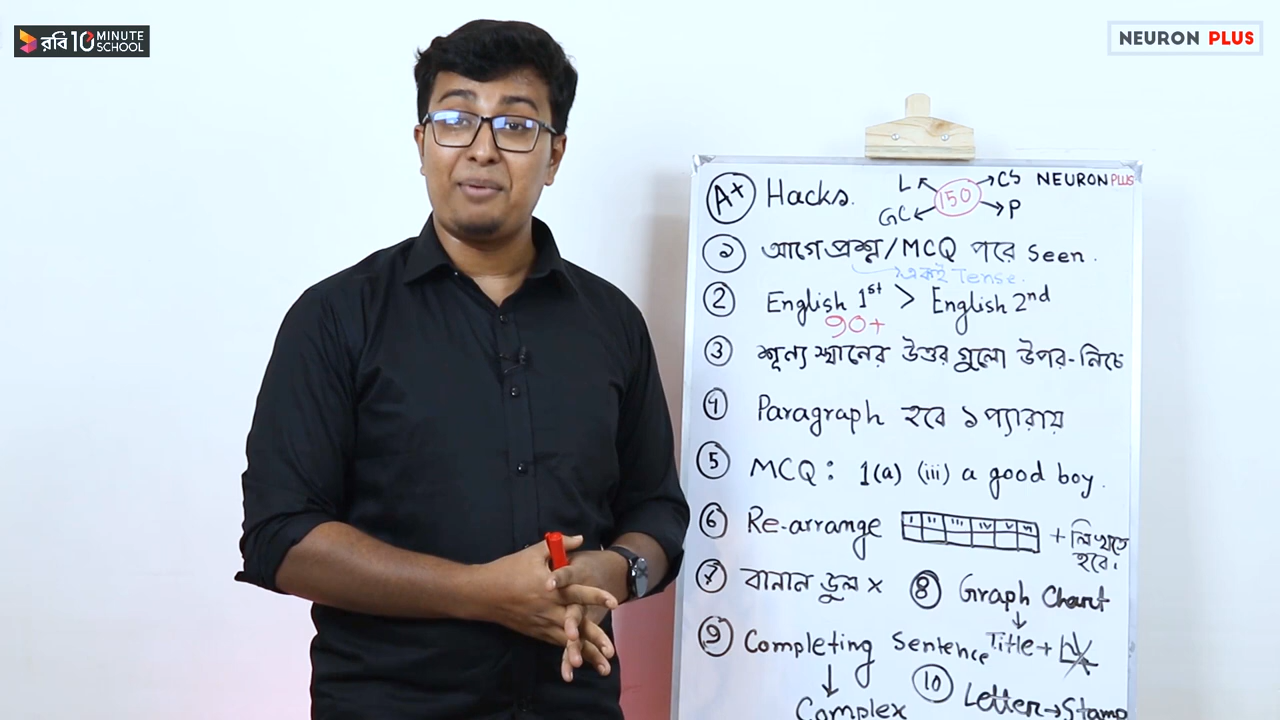 রবি 10 MINUTE SCHOOL
NEURON PLUS
A+ Hacks.
L CS
150
GC P
NEURON PLUS
১ আগে প্রশ্ন/MCQ পরে Seen.
একই Tense.
2 English 1st > English 2nd
90+
3 শূন্য স্থানের উত্তর গুলো উপর-নিচে
4 Paragraph হবে ১ প্যারায়
5 MCQ: 1(a) (iii) a good boy.
6 Re-arrange i ii iii iv v vi + লিখতে হবে।
7 বানান ভুল x
8 Graph Chart
↓
Title +
9 Completing Sentence
↓
Complex
10 Letter→Stamp